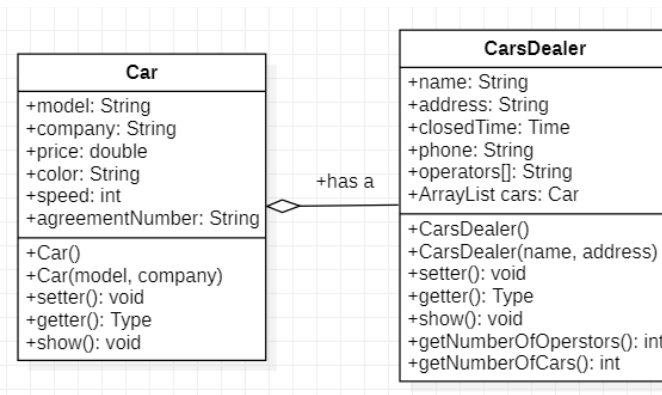 Car
+model: String
+company: String
+price: double
+color: String
+speed: int
+agreementNumber: String
+Car()
+Car(model, company)
+setter(): void
+getter(): Type
+show(): void
+has a
CarsDealer
+name: String
+address: String
+closedTime: Time
+phone: String
+operators[]: String
+ArrayList cars: Car
+CarsDealer()
+CarsDealer(name, address)
+setter(): void
+getter(): Type
+show(): void
+getNumberOfOperstors(): int
+getNumberOfCars(): int